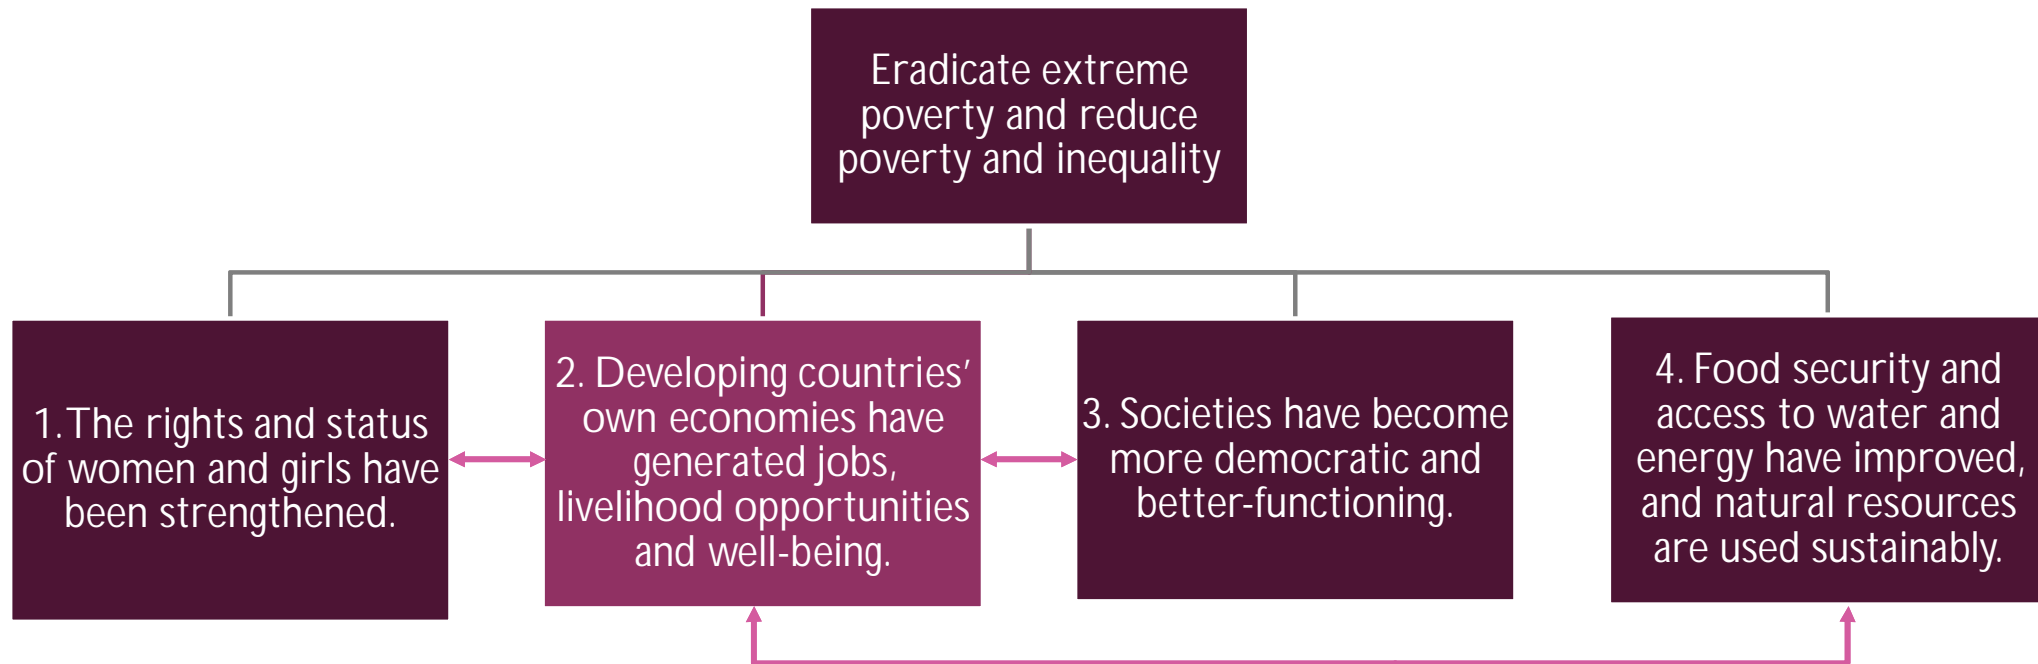 Eradicate extreme
poverty and reduce
poverty and inequality
1. The rights and status
of women and girls have
been strengthened.
2. Developing countries’
own economies have
generated jobs,
livelihood opportunities
and well-being.
3. Societies have become
more democratic and
better-functioning.
4. Food security and
access to water and
energy have improved,
and natural resources
are used sustainably.